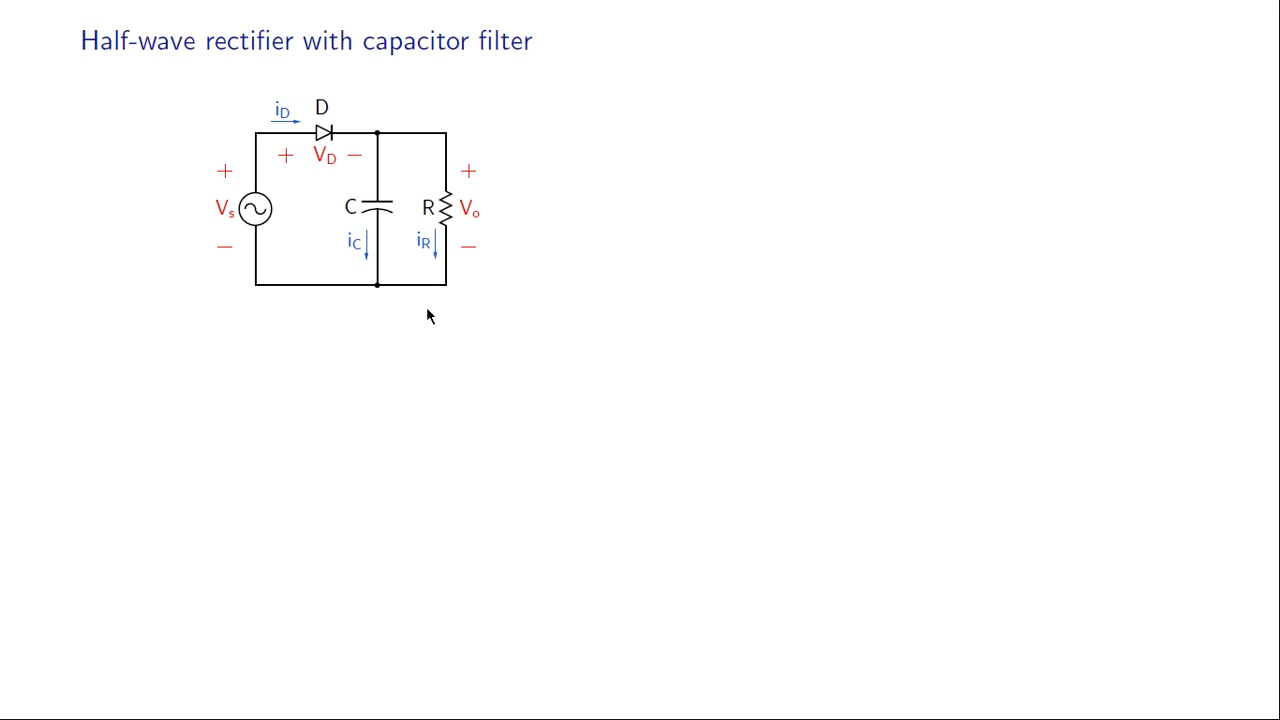 Half-wave rectifier with capacitor filter
iD D
+ VD −
+ +
Vs C R Vo
iC iR
− −